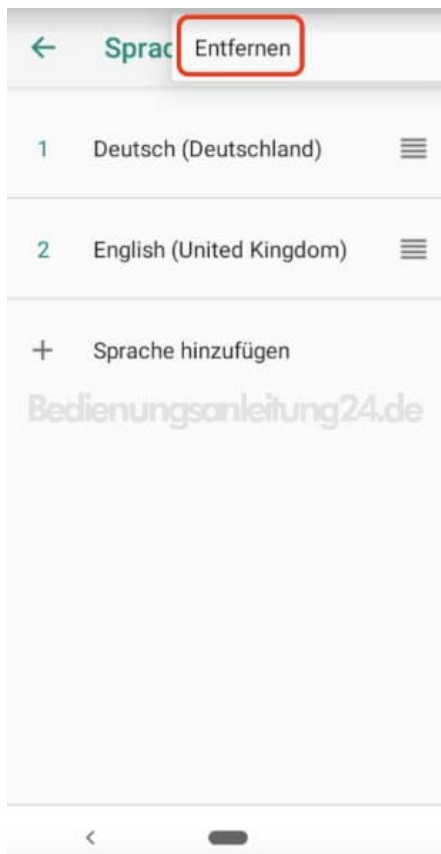 Sprac
Entfernen
1 Deutsch (Deutschland)
2 English (United Kingdom)
+ Sprache hinzufügen
Bedienungsanleitung24.de